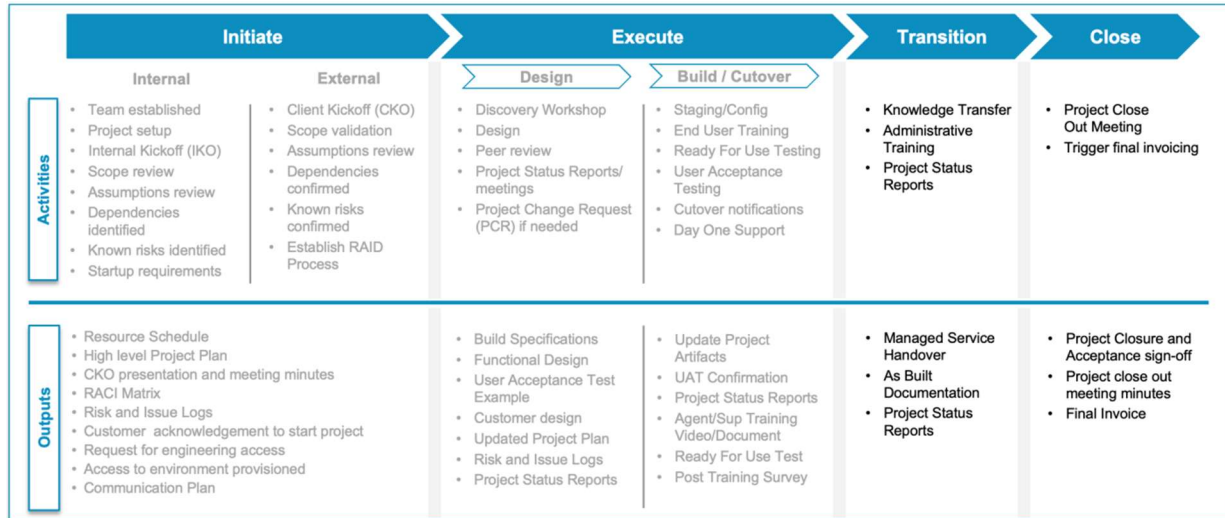 Initiate
Execute
Transition
Close
Internal
External
Design
Build / Cutover
Activities
• Team established
• Project setup
• Internal Kickoff (IKO)
• Scope review
• Assumptions review
• Dependencies
identified
• Known risks identified
• Startup requirements
• Client Kickoff (CKO)
• Scope validation
• Assumptions review
• Dependencies
confirmed
• Known risks
confirmed
• Establish RAID
Process
• Discovery Workshop
• Design
• Peer review
• Project Status Reports/
meetings
• Project Change Request
(PCR) if needed
• Staging/Config
• End User Training
• Ready For Use Testing
• User Acceptance
Testing
• Cutover notifications
• Day One Support
• Knowledge Transfer
• Administrative
Training
• Project Status
Reports
• Project Close
Out Meeting
• Trigger final invoicing
Outputs
• Resource Schedule
• High level Project Plan
• CKO presentation and meeting minutes
• RACI Matrix
• Risk and Issue Logs
• Customer acknowledgement to start project
• Request for engineering access
• Access to environment provisioned
• Communication Plan
• Build Specifications
• Functional Design
• User Acceptance Test
Example
• Customer design
• Updated Project Plan
• Risk and Issue Logs
• Project Status Reports
• Update Project
Artifacts
• UAT Confirmation
• Project Status Reports
• Agent/Sup Training
Video/Document
• Ready For Use Test
• Post Training Survey
• Managed Service
Handover
• As Built
Documentation
• Project Status
Reports
• Project Closure and
Acceptance sign-off
• Project close out
meeting minutes
• Final Invoice